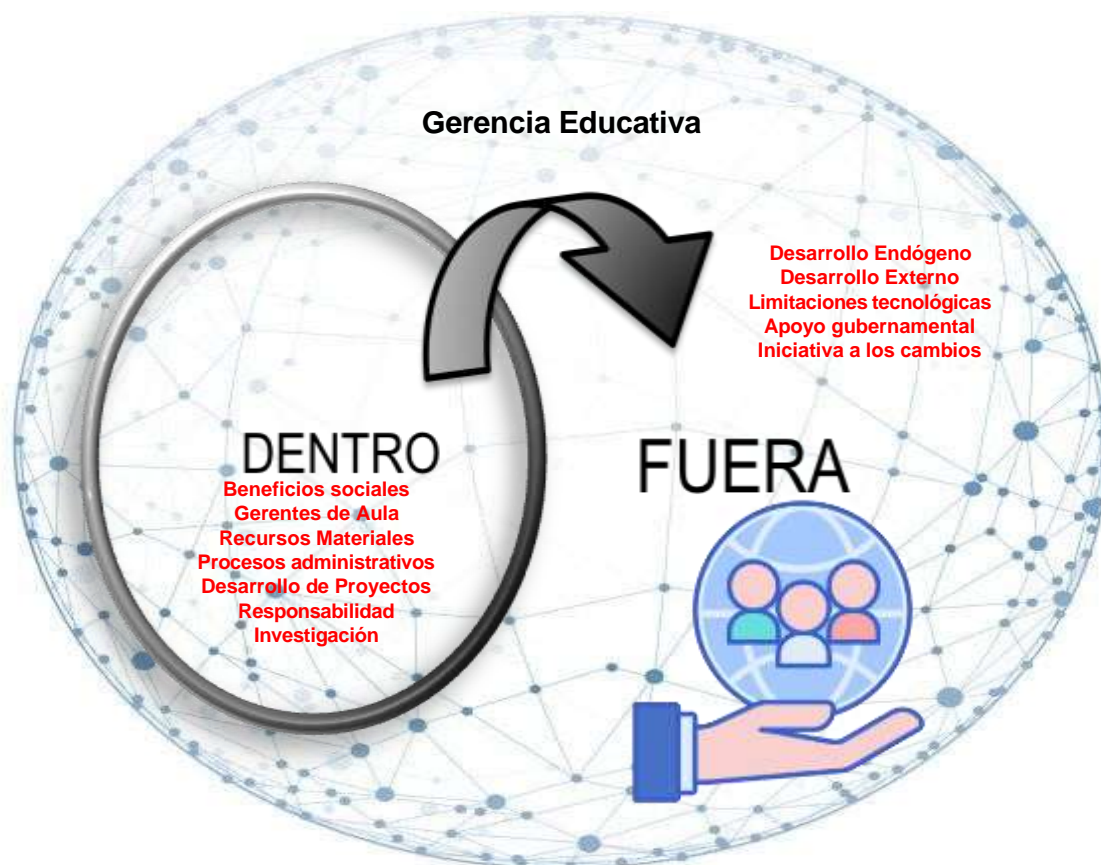 Gerencia Educativa
Desarrollo Endógeno
Desarrollo Externo
Limitaciones tecnológicas
Apoyo gubernamental
Iniciativa a los cambios
DENTRO
Beneficios sociales
Gerentes de Aula
Recursos Materiales
Procesos administrativos
Desarrollo de Proyectos
Responsabilidad
Investigación
FUERA